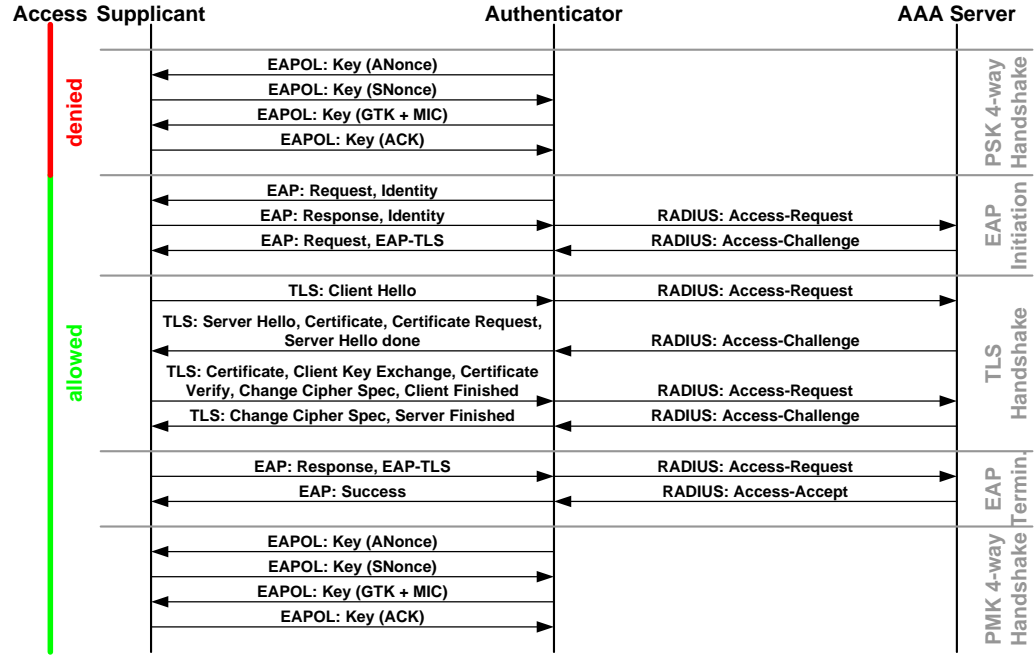 Access Supplicant Authenticator AAA Server
denied
EAPOL: Key (ANonce)
EAPOL: Key (SNonce)
EAPOL: Key (GTK + MIC)
EAPOL: Key (ACK)
PSK 4-way
Handshake
allowed
EAP: Request, Identity
EAP: Response, Identity RADIUS: Access-Request
EAP: Request, EAP-TLS RADIUS: Access-Challenge
EAP
Initiation
TLS: Client Hello RADIUS: Access-Request
TLS: Server Hello, Certificate, Certificate Request,
Server Hello done RADIUS: Access-Challenge
TLS: Certificate, Client Key Exchange, Certificate
Verify, Change Cipher Spec, Client Finished RADIUS: Access-Request
TLS: Change Cipher Spec, Server Finished RADIUS: Access-Challenge
TLS
Handshake
EAP: Response, EAP-TLS RADIUS: Access-Request
EAP: Success RADIUS: Access-Accept
EAP
Termin.
EAPOL: Key (ANonce)
EAPOL: Key (SNonce)
EAPOL: Key (GTK + MIC)
EAPOL: Key (ACK)
PMK 4-way
Handshake